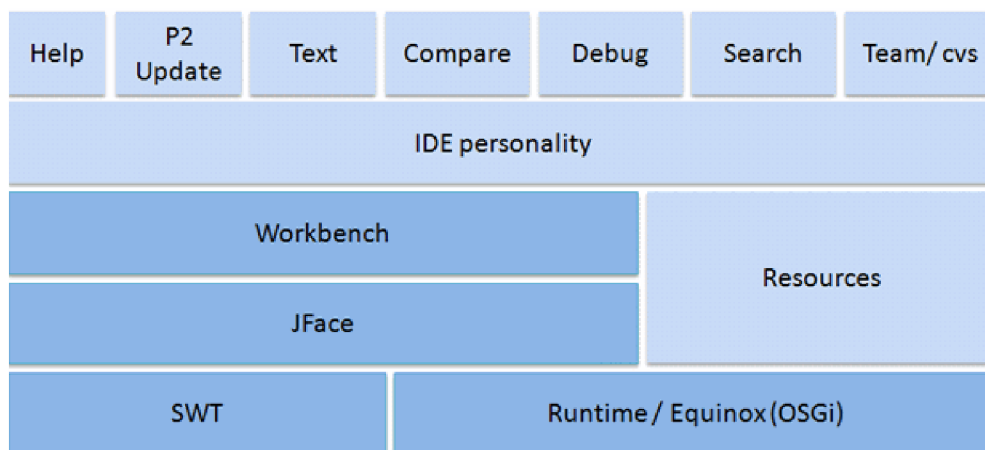 Help
P2
Update
Text
Compare
Debug
Search
Team/ cvs
IDE personality
Workbench
Resources
JFace
SWT
Runtime / Equinox (OSGi)